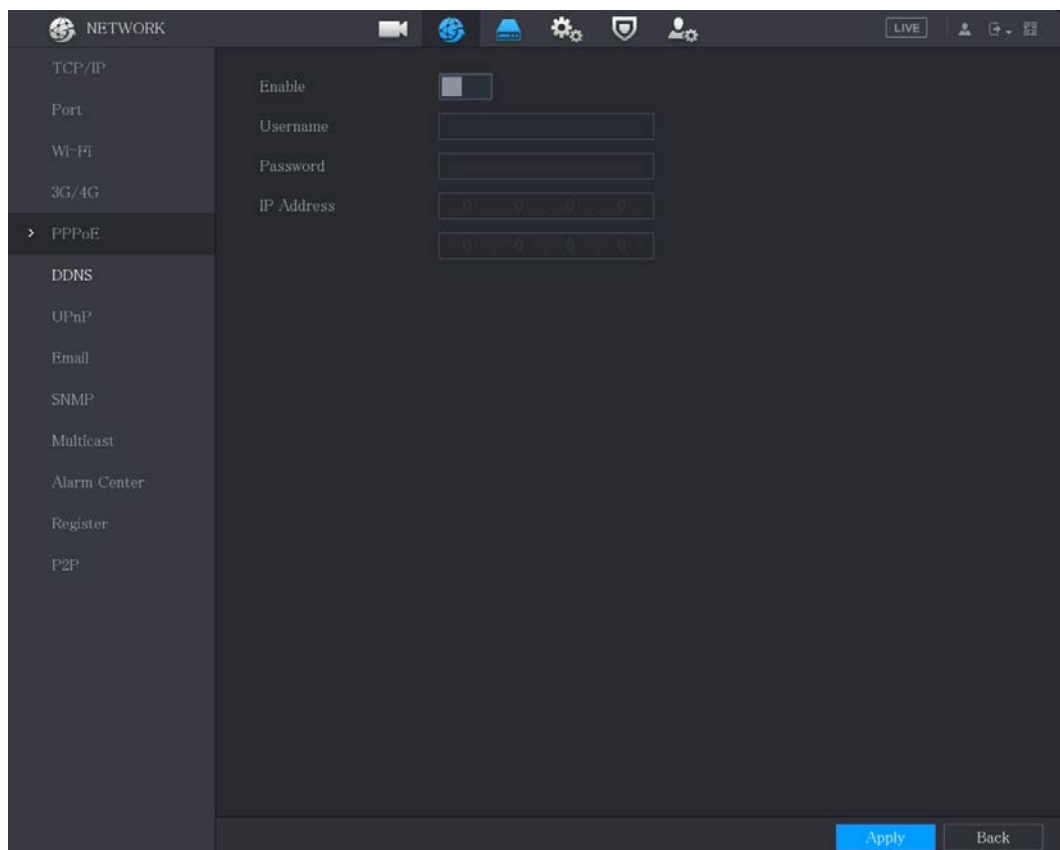 NETWORK
LIVE
TCP/IP
Port
Wi-Fi
3G/4G
PPPoE
DDNS
UPnP
Email
SNMP
Multicast
Alarm Center
Register
P2P
Enable
Username
Password
IP Address
0 . 0 . 0 . 0
0 . 0 . 0 . 0
Apply
Back